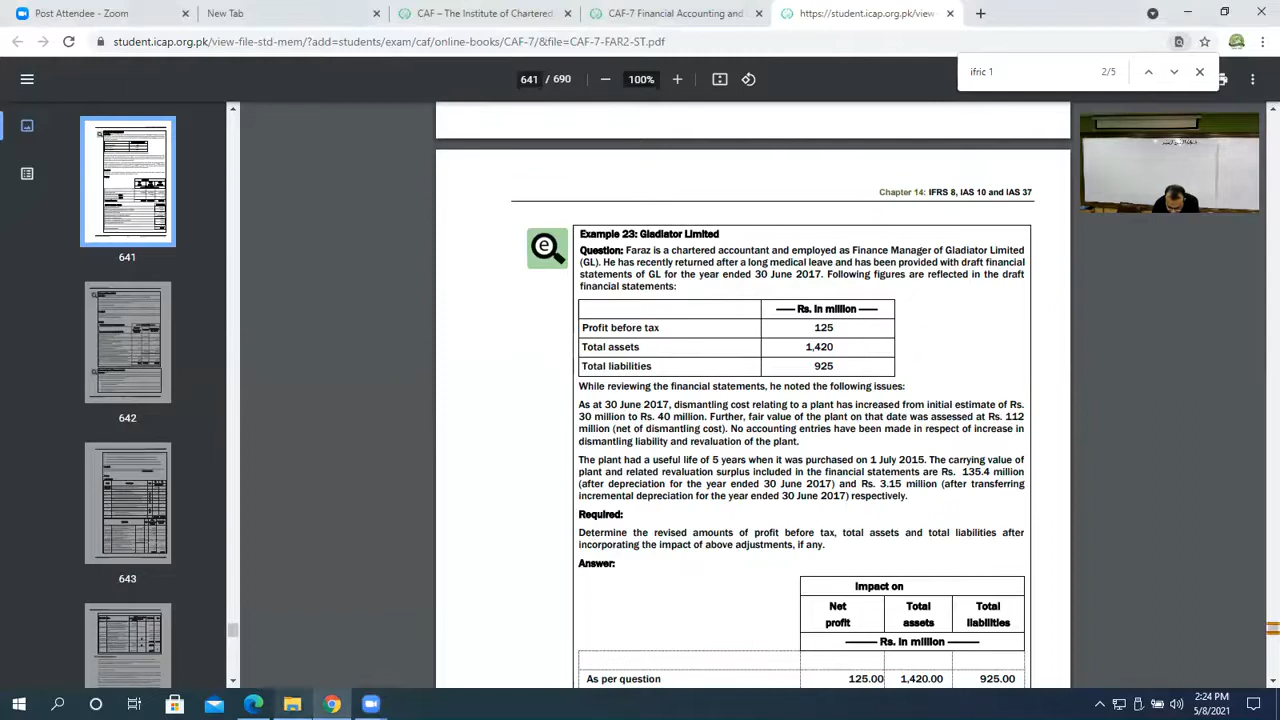 Post Attendee - Zoom
New Tab
CAF – The Institute of Chartered
CAF-7 Financial Accounting and
https://student.icap.org.pk/view-
student.icap.org.pk/view-file-std-mem/?add=students/exam/caf/online-books/CAF-7/&file=CAF-7-FAR2-ST.pdf
ifric 1 2/5
641 / 690 100%
641
642
643
Chapter 14: IFRS 8, IAS 10 and IAS 37
Example 23: Gladiator Limited
Question: Faraz is a chartered accountant and employed as Finance Manager of Gladiator Limited
(GL). He has recently returned after a long medical leave and has been provided with draft financial
statements of GL for the year ended 30 June 2017. Following figures are reflected in the draft
financial statements:
Rs. in million
Profit before tax 125
Total assets 1,420
Total liabilities 925
While reviewing the financial statements, he noted the following issues:
As at 30 June 2017, dismantling cost relating to a plant has increased from initial estimate of Rs.
30 million to Rs. 40 million. Further, fair value of the plant on that date was assessed at Rs. 112
million (net of dismantling cost). No accounting entries have been made in respect of increase in
dismantling liability and revaluation of the plant.
The plant had a useful life of 5 years when it was purchased on 1 July 2015. The carrying value of
plant and related revaluation surplus included in the financial statements are Rs. 135.4 million
(after depreciation for the year ended 30 June 2017) and Rs. 3.15 million (after transferring
incremental depreciation for the year ended 30 June 2017) respectively.
Required:
Determine the revised amounts of profit before tax, total assets and total liabilities after
incorporating the impact of above adjustments, if any.
Answer:
Impact on
Net profit Total assets Total liabilities
Rs. in million
As per question 125.00 1,420.00 925.00
2:24 PM
5/8/2021